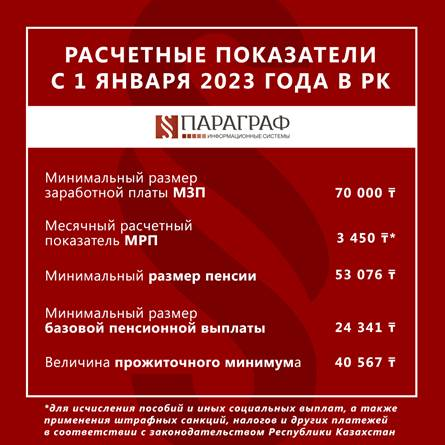 РАСЧЕТНЫЕ ПОКАЗАТЕЛИ
С 1 ЯНВАРЯ 2023 ГОДА В РК
ПАРАГРАФ
ИНФОРМАЦИОННЫЕ СИСТЕМЫ
Минимальный размер
заработной платы МЗП 70 000 ₸
Месячный расчетный
показатель МРП 3 450 ₸*
Минимальный размер пенсии 53 076 ₸
Минимальный размер
базовой пенсионной выплаты 24 341 ₸
Величина прожиточного минимума 40 567 ₸
*для исчисления пособий и иных социальных выплат, а также
применения штрафных санкций, налогов и других платежей
в соответствии с законодательством Республики Казахстан